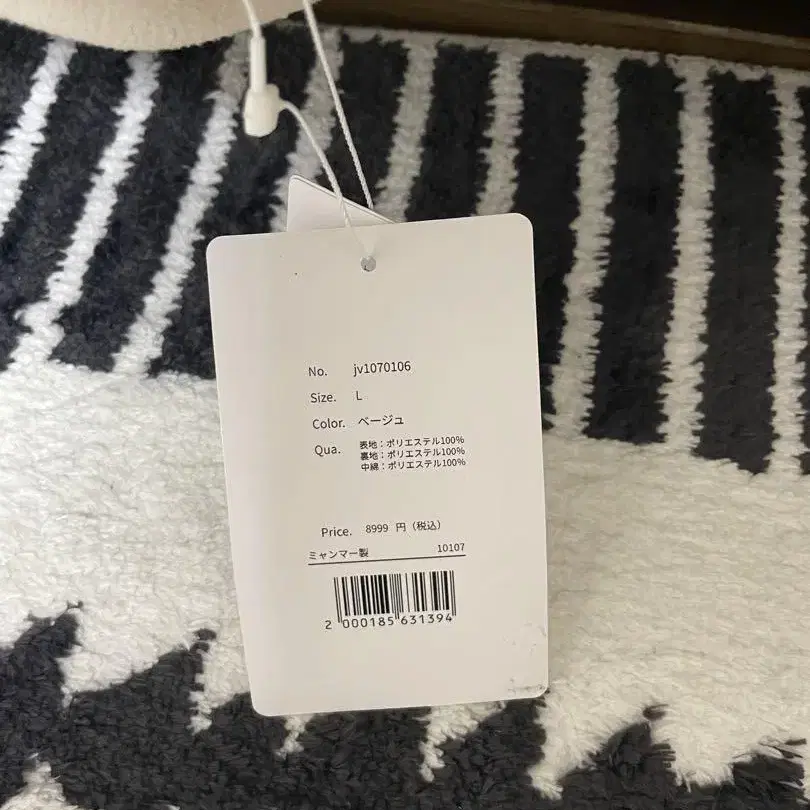 No. jv1070106
Size. L
Color. ベージュ
Qua. 表地：ポリエステル100%
裏地：ポリエステル100%
中綿：ポリエステル100%
Price. 8999 円（税込）
ミャンマー製 10107
2 000185 631394